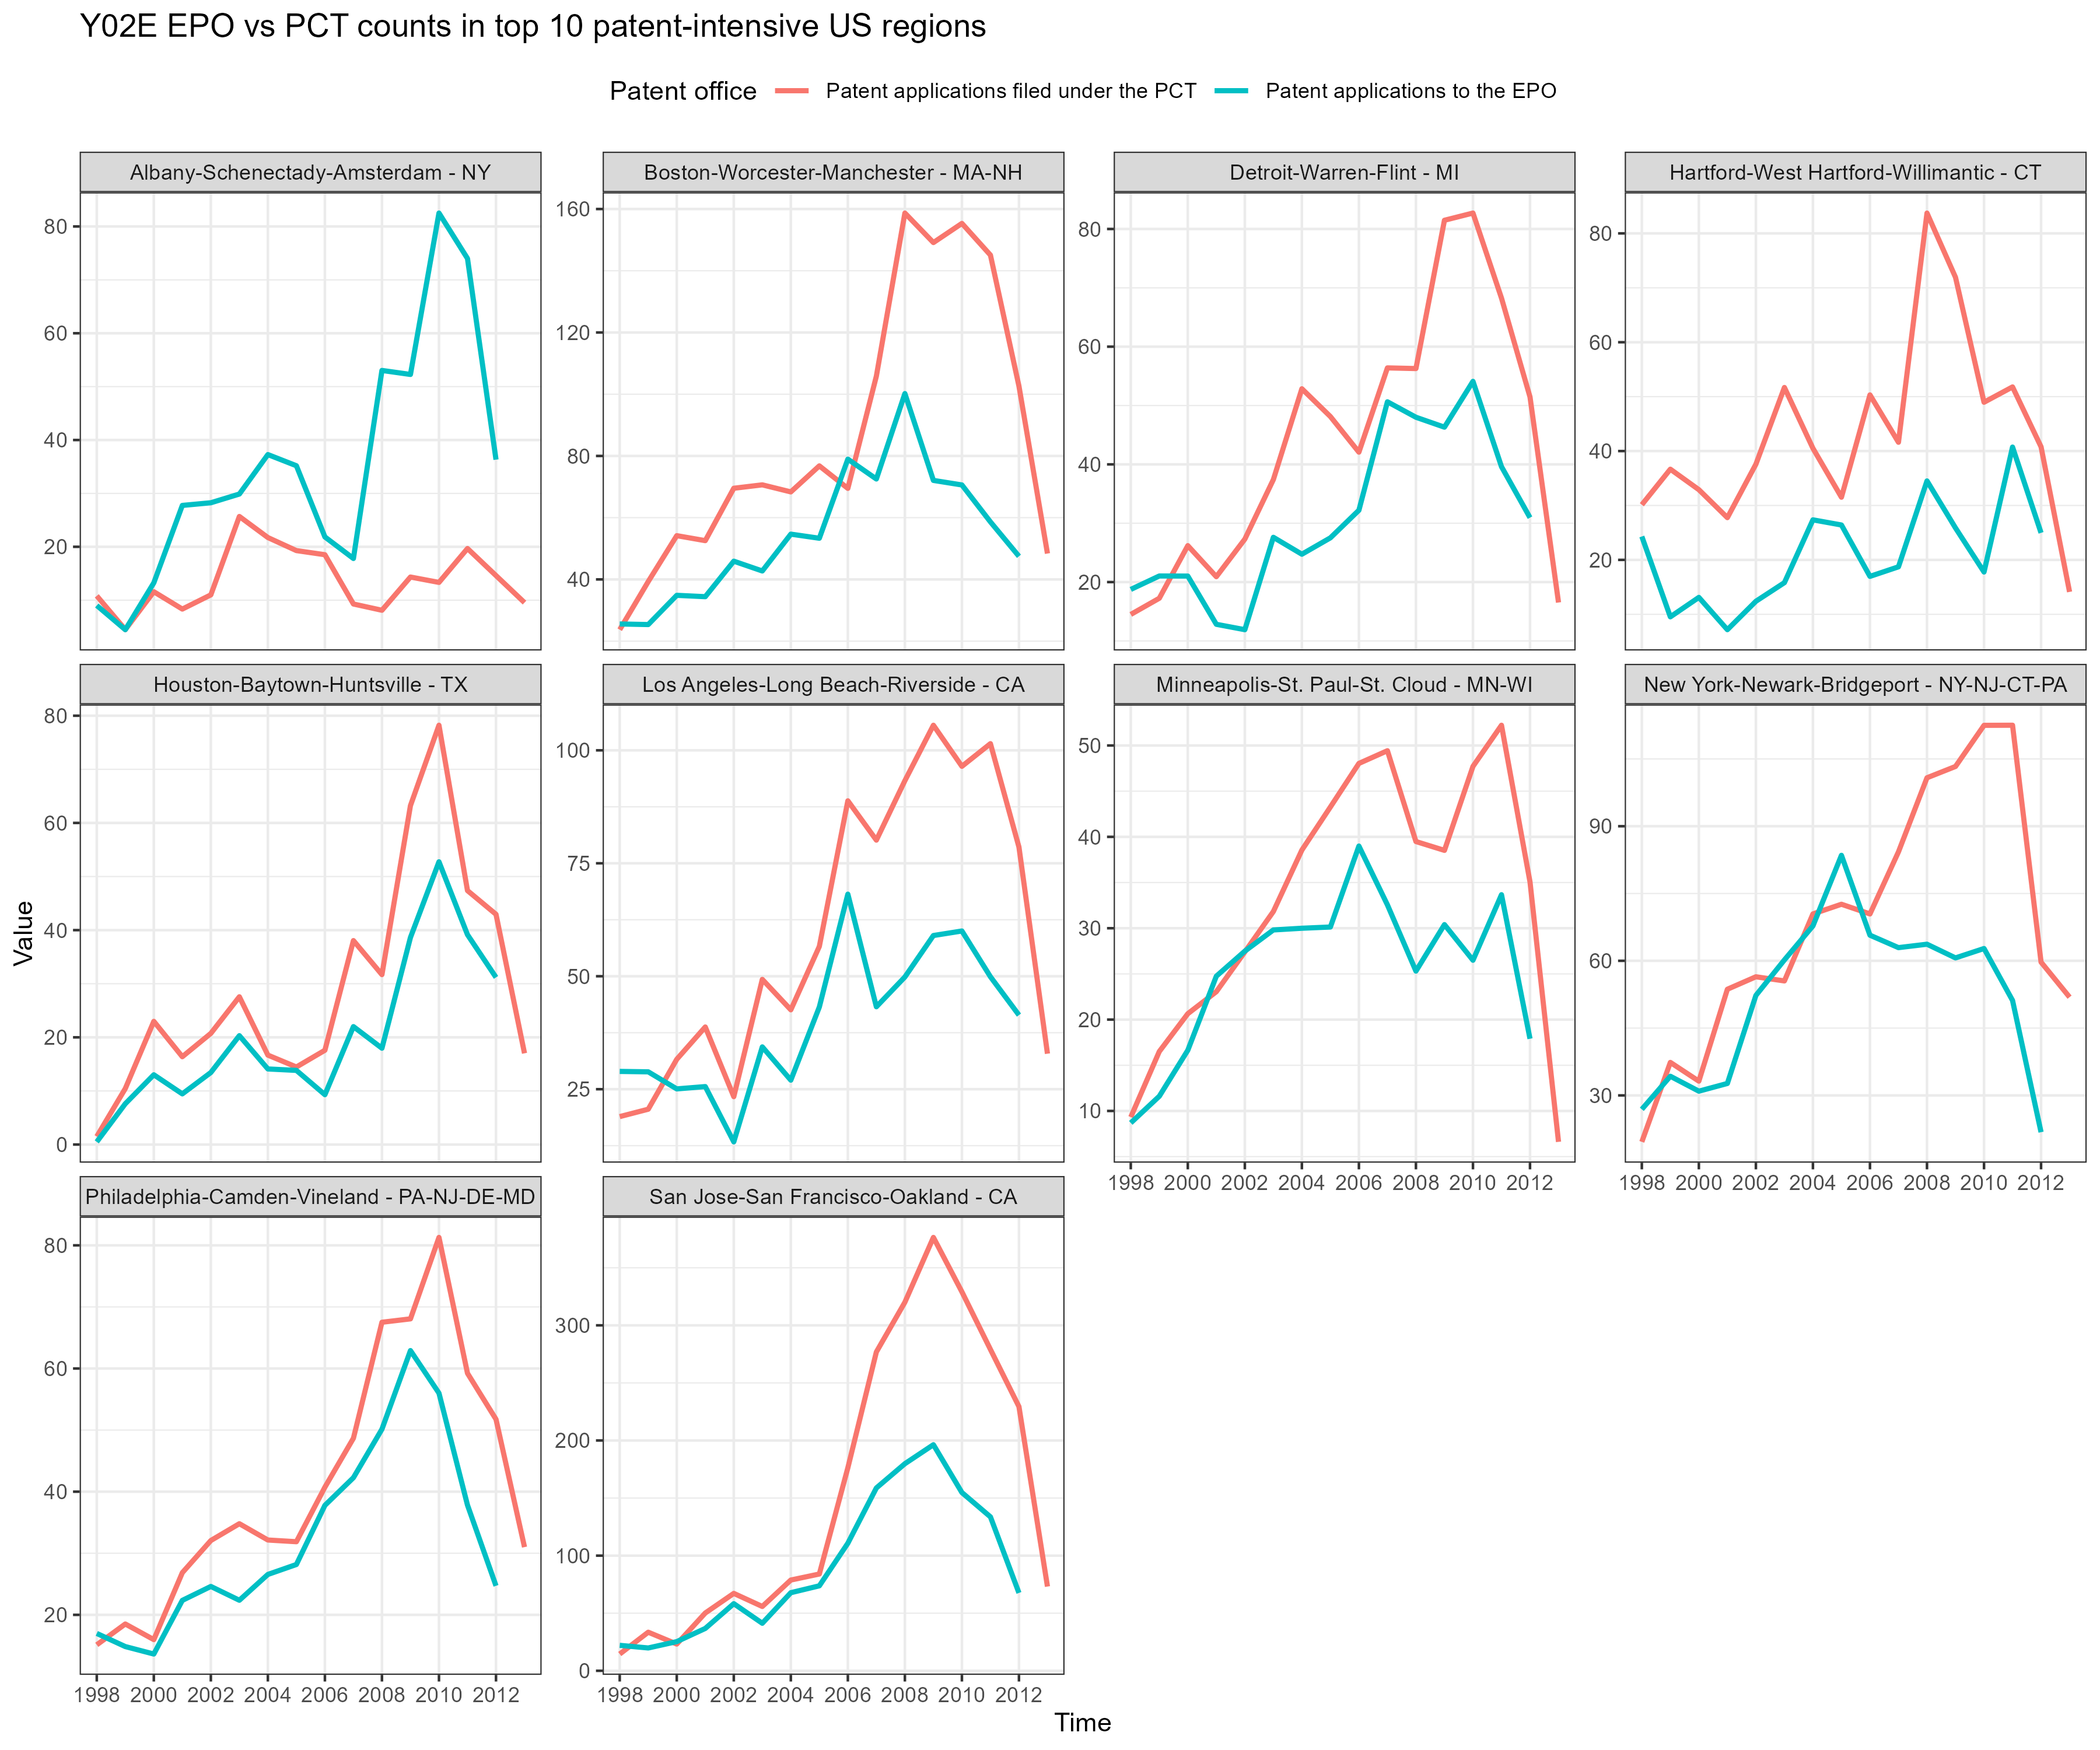 Y02E EPO vs PCT counts in top 10 patent-intensive US regions
Patent office Patent applications filed under the PCT Patent applications to the EPO
Albany-Schenectady-Amsterdam - NY
80
60
40
20
Boston-Worcester-Manchester - MA-NH
160
120
80
40
Detroit-Warren-Flint - MI
80
60
40
20
Hartford-West Hartford-Willimantic - CT
80
60
40
20
Value
Houston-Baytown-Huntsville - TX
80
60
40
20
0
Los Angeles-Long Beach-Riverside - CA
100
75
50
25
Minneapolis-St. Paul-St. Cloud - MN-WI
50
40
30
20
10
1998 2000 2002 2004 2006 2008 2010 2012
New York-Newark-Bridgeport - NY-NJ-CT-PA
90
60
30
1998 2000 2002 2004 2006 2008 2010 2012
Philadelphia-Camden-Vineland - PA-NJ-DE-MD
80
60
40
20
1998 2000 2002 2004 2006 2008 2010 2012
San Jose-San Francisco-Oakland - CA
300
200
100
0
1998 2000 2002 2004 2006 2008 2010 2012
Time